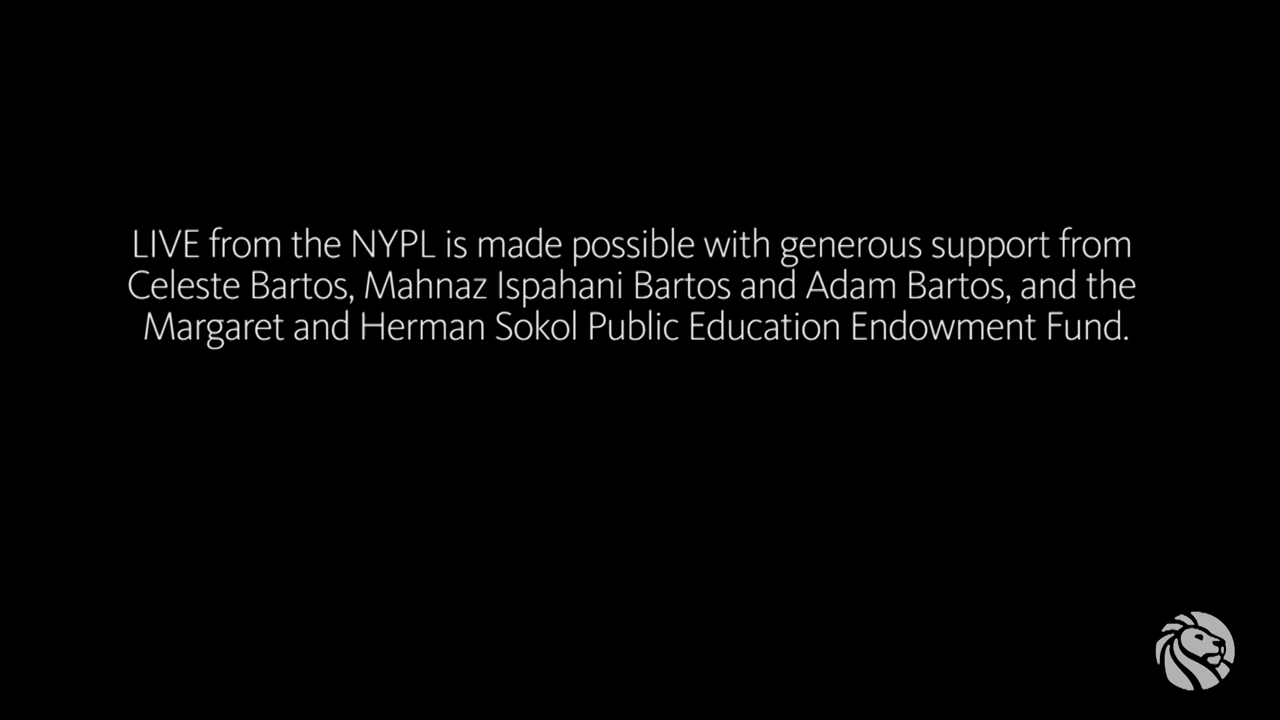 LIVE from the NYPL is made possible with generous support from
Celeste Bartos, Mahnaz Ispahani Bartos and Adam Bartos, and the
Margaret and Herman Sokol Public Education Endowment Fund.